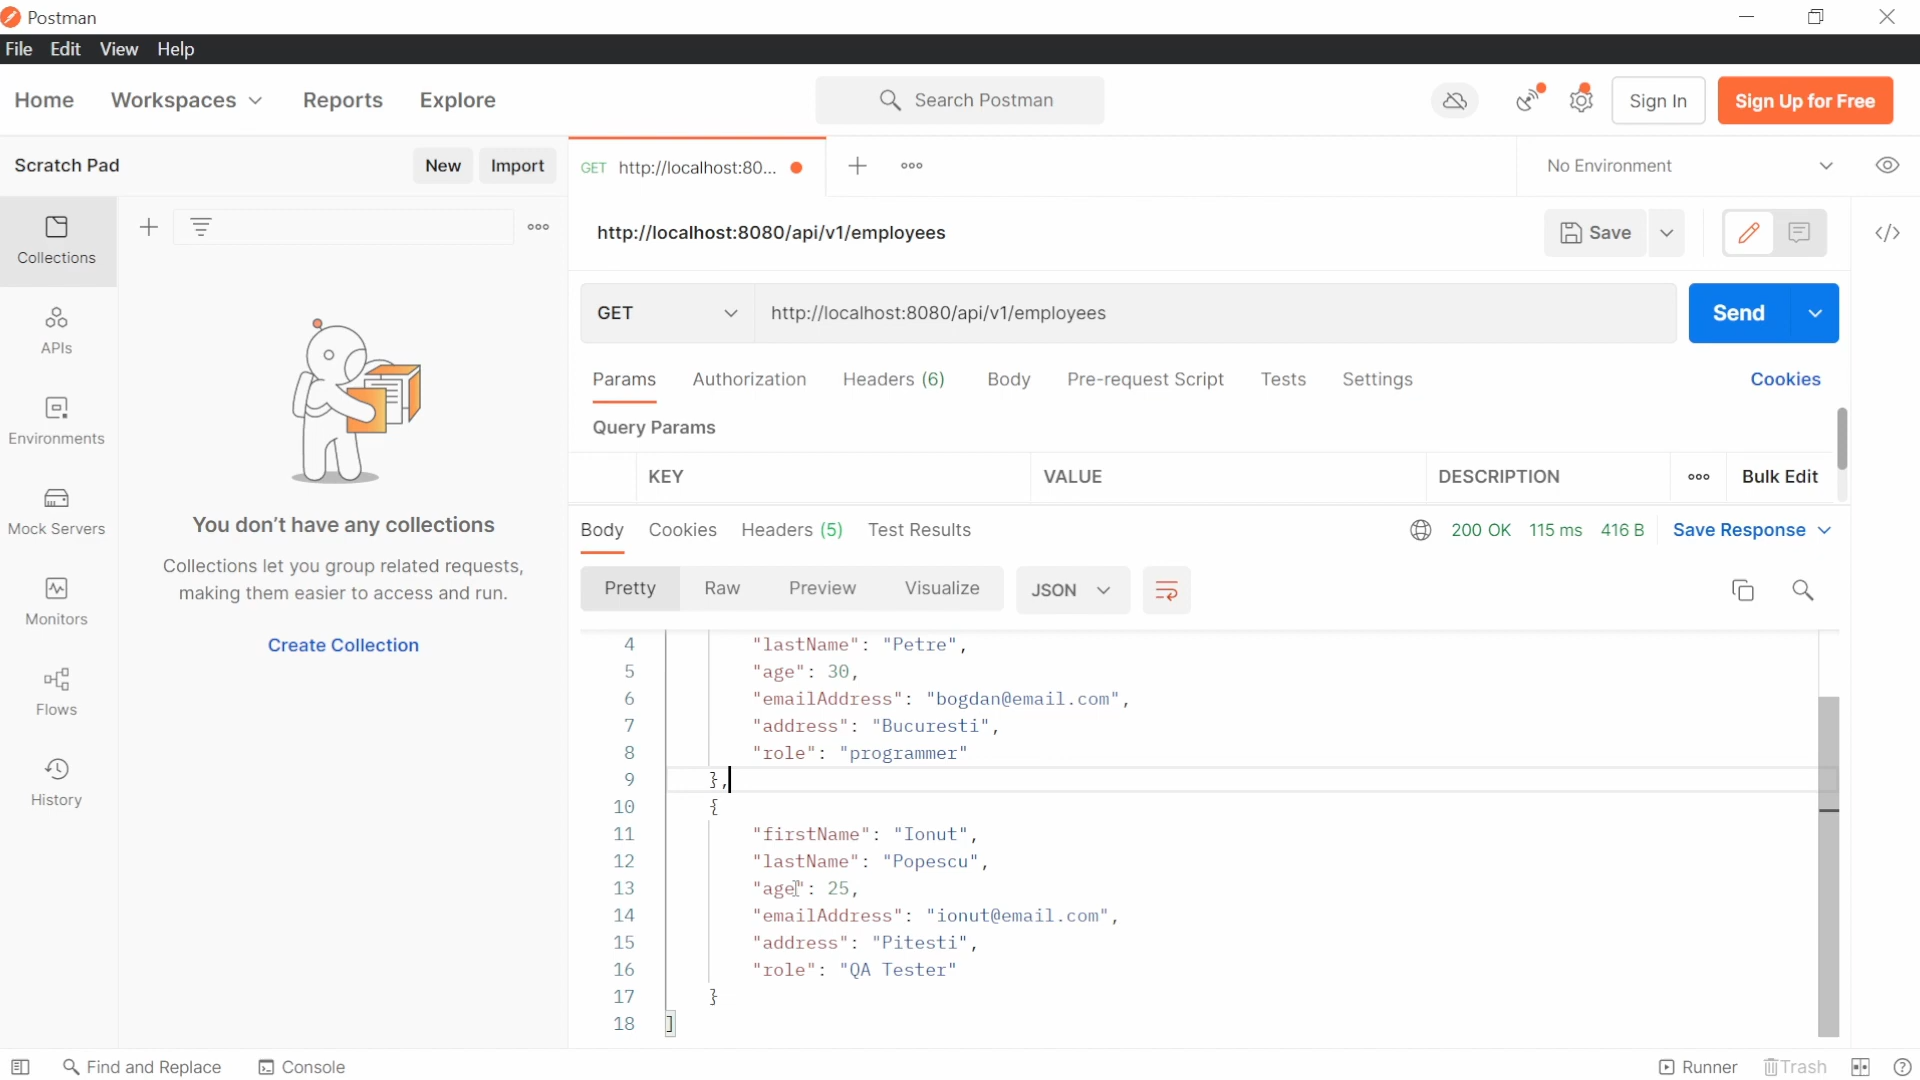 Postman
File Edit View Help
Home Workspaces Reports Explore Search Postman Sign In Sign Up for Free
Scratch Pad New Import GET http://localhost:80... No Environment
http://localhost:8080/api/v1/employees Save
Collections
APIs
Environments
Mock Servers
Monitors
Flows
History
You don't have any collections
Collections let you group related requests,
making them easier to access and run.
Create Collection
GET http://localhost:8080/api/v1/employees Send
Params Authorization Headers (6) Body Pre-request Script Tests Settings Cookies
Query Params
KEY VALUE DESCRIPTION Bulk Edit
Body Cookies Headers (5) Test Results 200 OK 115 ms 416 B Save Response
Pretty Raw Preview Visualize JSON
4 "lastName": "Petre",
5 "age": 30,
6 "emailAddress": "bogdan@email.com",
7 "address": "Bucuresti",
8 "role": "programmer"
9 },
10 {
11 "firstName": "Ionut",
12 "lastName": "Popescu",
13 "age": 25,
14 "emailAddress": "ionut@email.com",
15 "address": "Pitesti",
16 "role": "QA Tester"
17 }
18 ]
Find and Replace Console Runner Trash